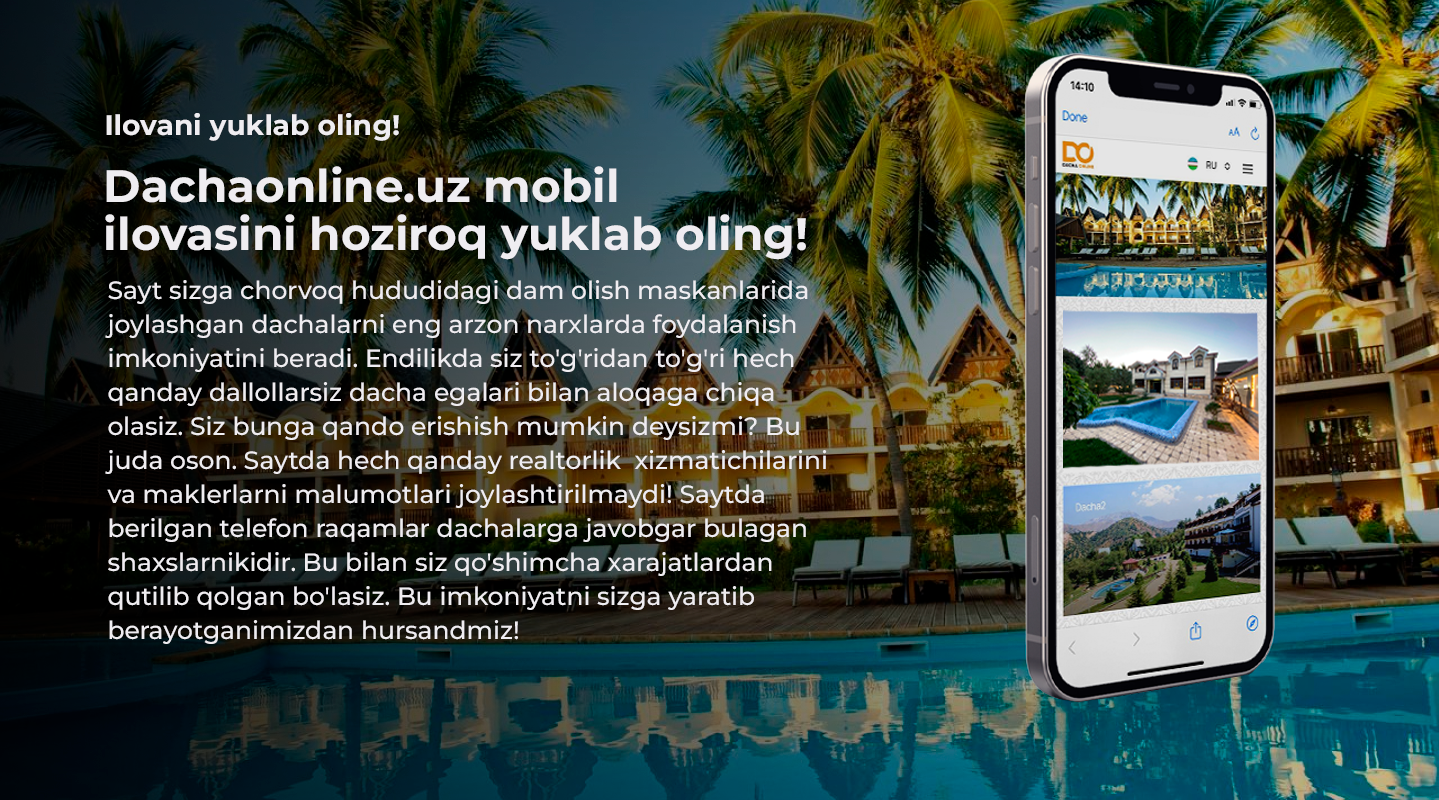 Ilovani yuklab oling!
Dachaonline.uz mobil
ilovasini hoziroq yuklab oling!
Sayt sizga chorvoq hududidagi dam olish maskanlarida
joylashgan dachalarni eng arzon narxlarda foydalanish
imkoniyatini beradi. Endilikda siz to'g'ridan to'g'ri hech
qanday dallollarsiz dacha egalari bilan aloqaga chiqa
olasiz. Siz bunga qando erishish mumkin deysizmi? Bu
juda oson. Saytda hech qanday realtorlik  xizmatichilarini
va maklerlarni malumotlari joylashtirilmaydi! Saytda
berilgan telefon raqamlar dachalarga javobgar bulagan
shaxslarnikidir. Bu bilan siz qo'shimcha xarajatlardan
qutilib qolgan bo'lasiz. Bu imkoniyatni sizga yaratib
berayotganimizdan hursandmiz!
14:10
Done
AA
DO
DACHA ONLINE
RU
Dacha2